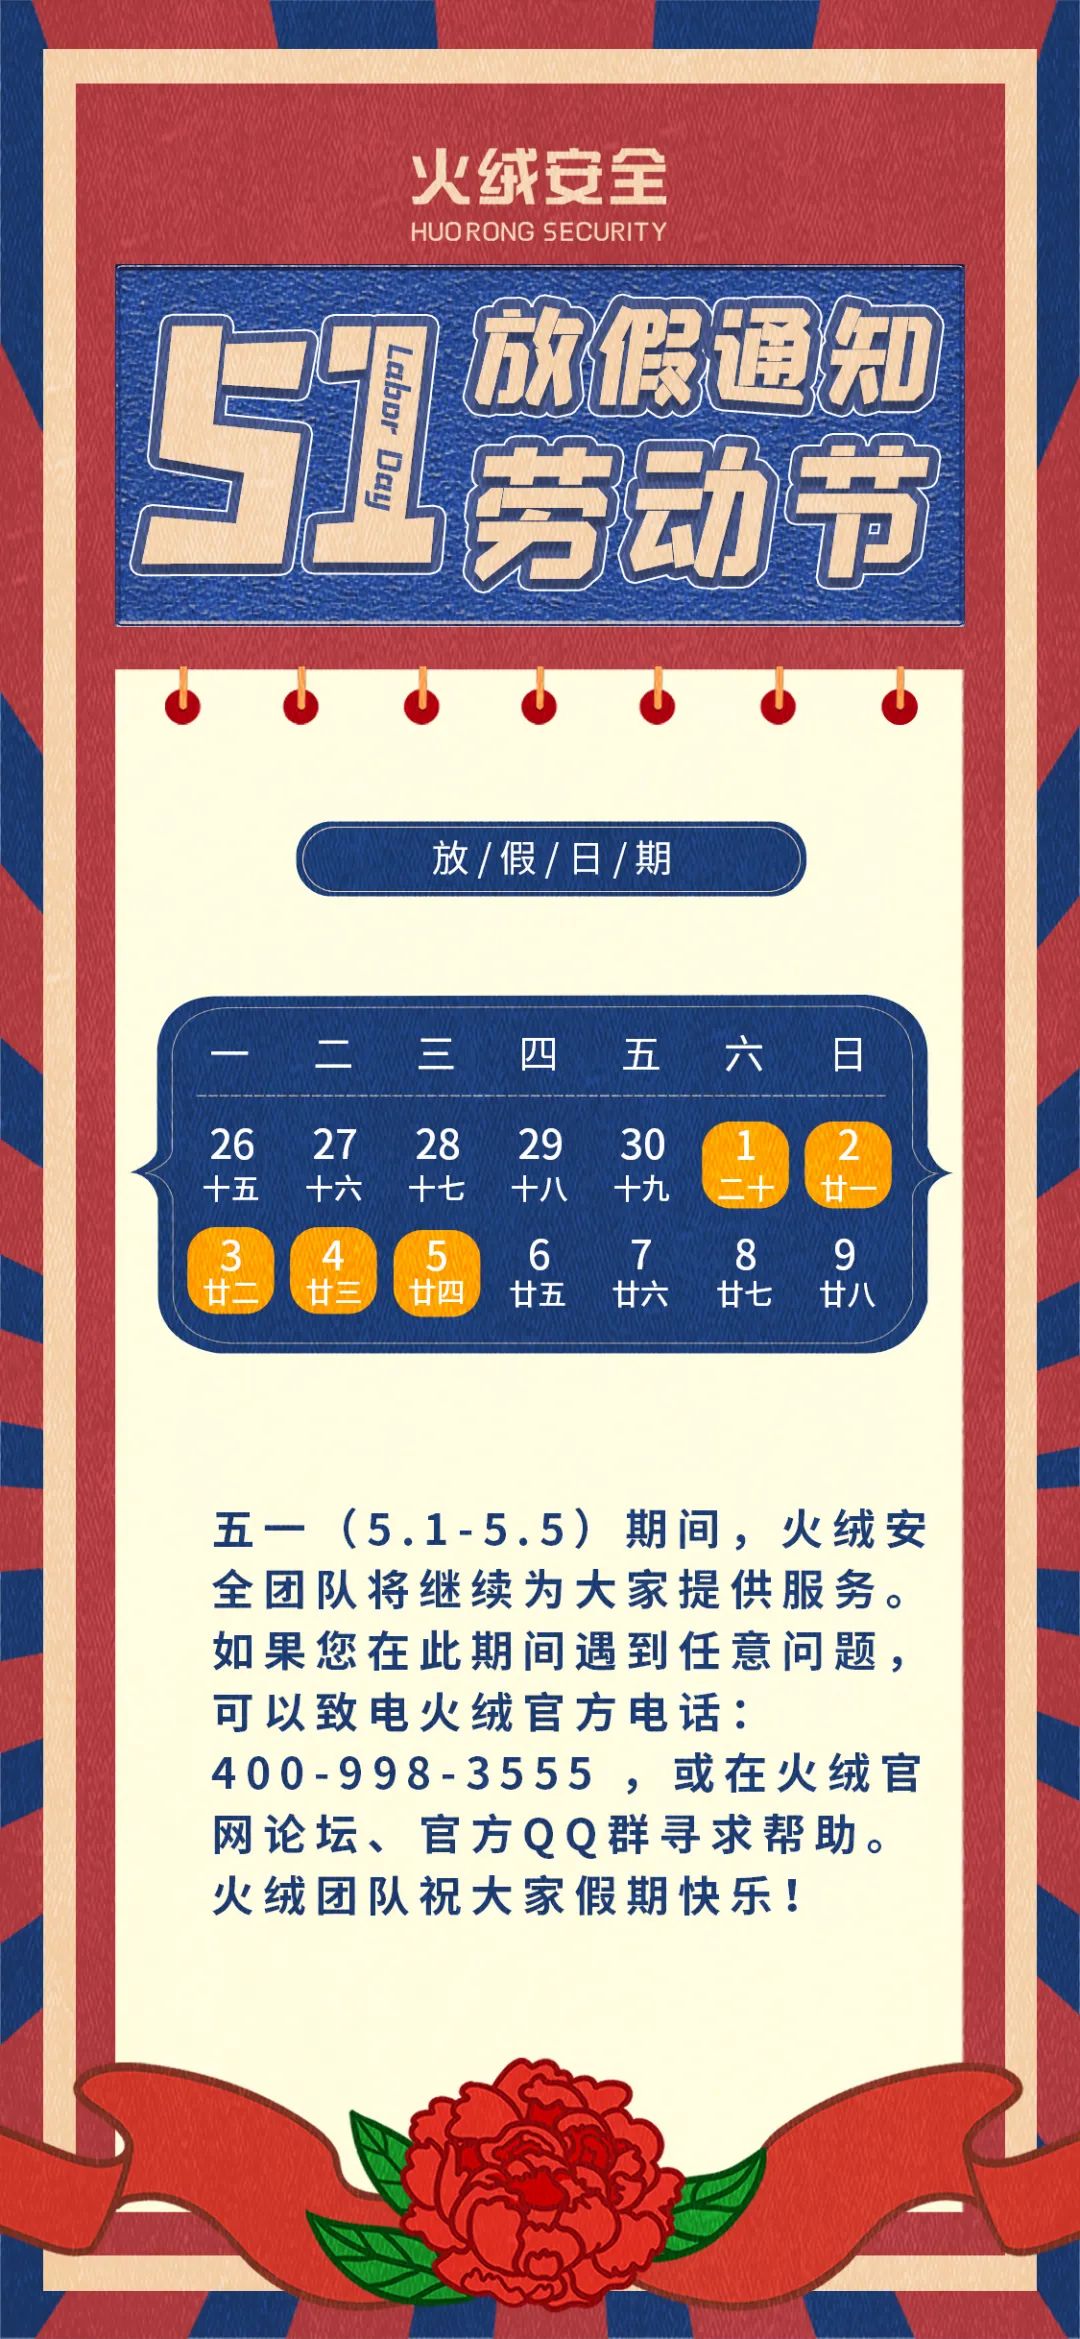 火绒安全
HUORONG SECURITY
51
Labor Day
放假通知
劳动节
放/假/日/期
一 二 三 四 五 六 日
26 27 28 29 30 1 2
十五 十六 十七 十八 十九 二十 廿一
3 4 5 6 7 8 9
廿二 廿三 廿四 廿五 廿六 廿七 廿八
五一（5.1-5.5）期间，火绒安
全团队将继续为大家提供服务。
如果您在此期间遇到任意问题，
可以致电火绒官方电话：
400-998-3555 ，或在火绒官
网论坛、官方QQ群寻求帮助。
火绒团队祝大家假期快乐！